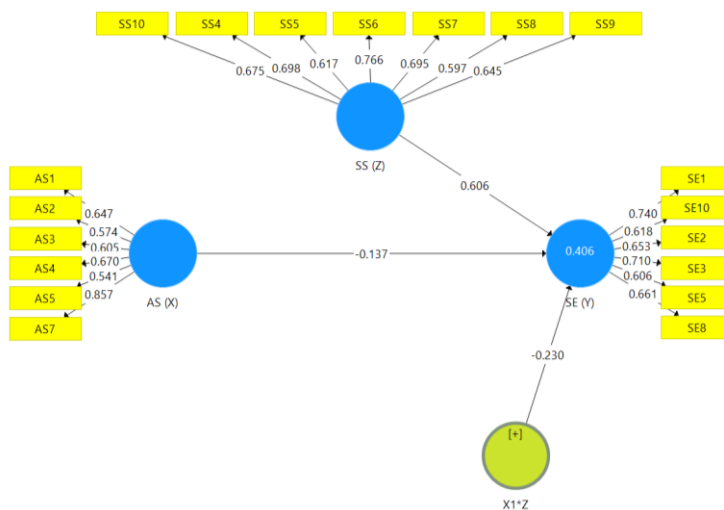 SS10 SS4 SS5 SS6 SS7 SS8 SS9
0.675 0.698 0.617 0.766 0.695 0.597 0.645
SS (Z)
0.606
AS1
AS2
AS3
AS4
AS5
AS7
0.647
0.574
0.605
0.670
0.541
0.857
AS (X)
-0.137
0.406
SE (Y)
0.740
0.618
0.653
0.710
0.606
0.661
SE1
SE10
SE2
SE3
SE5
SE8
-0.230
[+]
X1*Z